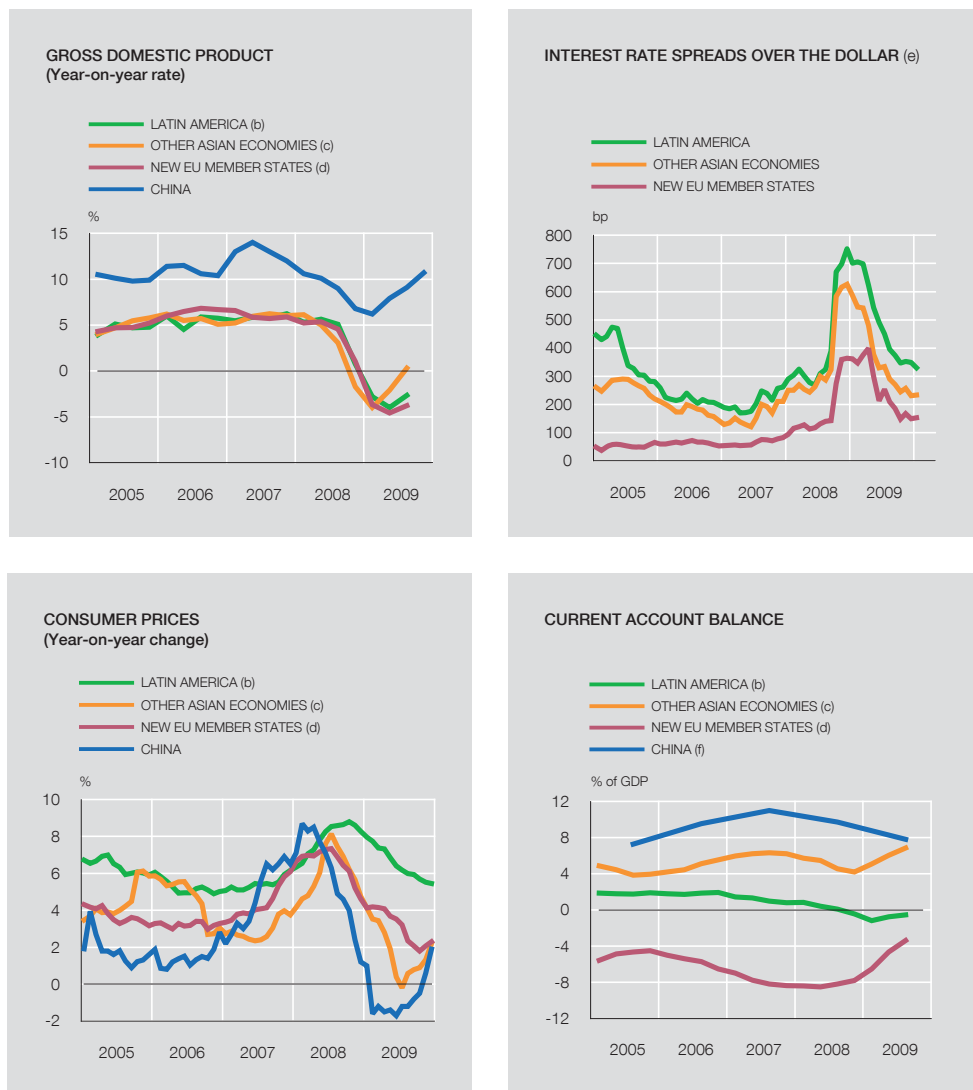 GROSS DOMESTIC PRODUCT
(Year-on-year rate)
LATIN AMERICA (b)
OTHER ASIAN ECONOMIES (c)
NEW EU MEMBER STATES (d)
CHINA
%
15
10
5
0
-5
-10
2005 2006 2007 2008 2009
INTEREST RATE SPREADS OVER THE DOLLAR (e)
LATIN AMERICA
OTHER ASIAN ECONOMIES
NEW EU MEMBER STATES
bp
800
700
600
500
400
300
200
100
0
2005 2006 2007 2008 2009
CONSUMER PRICES
(Year-on-year change)
LATIN AMERICA (b)
OTHER ASIAN ECONOMIES (c)
NEW EU MEMBER STATES (d)
CHINA
%
10
8
6
4
2
0
-2
2005 2006 2007 2008 2009
CURRENT ACCOUNT BALANCE
LATIN AMERICA (b)
OTHER ASIAN ECONOMIES (c)
NEW EU MEMBER STATES (d)
CHINA (f)
% of GDP
12
8
4
0
-4
-8
-12
2005 2006 2007 2008 2009